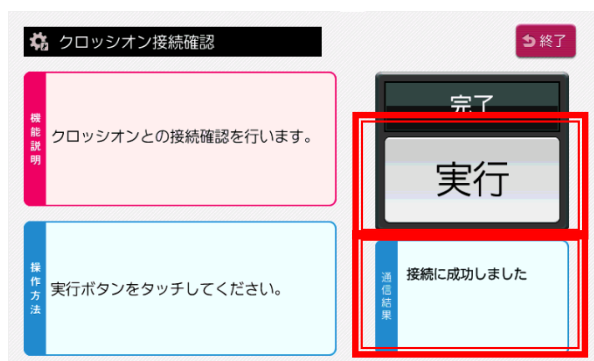 クロッシオン接続確認
終了
機能説明
クロッシオンとの接続確認を行います。
完了
実行
操作方法
実行ボタンをタッチしてください。
通信結果
接続に成功しました